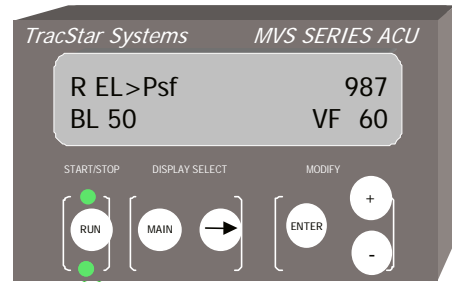 TracStar Systems MVS SERIES ACU
R EL>Psf 987
BL 50 VF 60
START/STOP DISPLAY SELECT MODIFY
RUN MAIN ENTER +
-